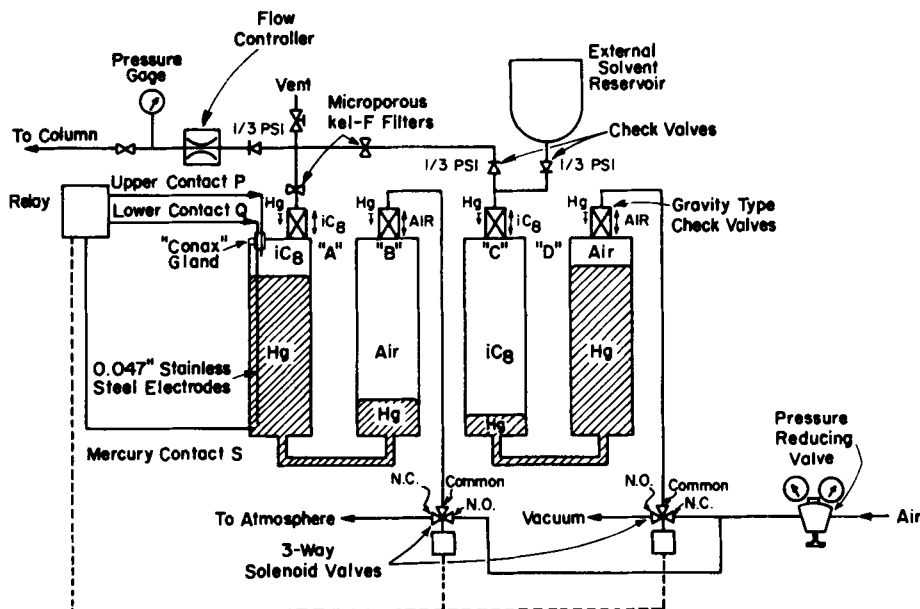 Flow
Controller
Pressure
Gage
Vent
Microporous
kel-F Filters
External
Solvent
Reservoir
Check Valves
1/3 PSI
1/3 PSI
1/3 PSI
To Column
Upper Contact P
Lower Contact Q
Relay
"Conax"
Gland
Hg
iC8
Hg
AIR
Hg
iC8
Hg
AIR
Gravity Type
Check Valves
iC8
"A"
"B"
"C"
"D"
Air
Hg
Air
iC8
Hg
Hg
Hg
0.047" Stainless
Steel Electrodes
Mercury Contact S
Pressure
Reducing
Valve
N.C.
Common
N.O.
N.O.
Common
N.C.
To Atmosphere
Vacuum
Air
3-Way
Solenoid Valves